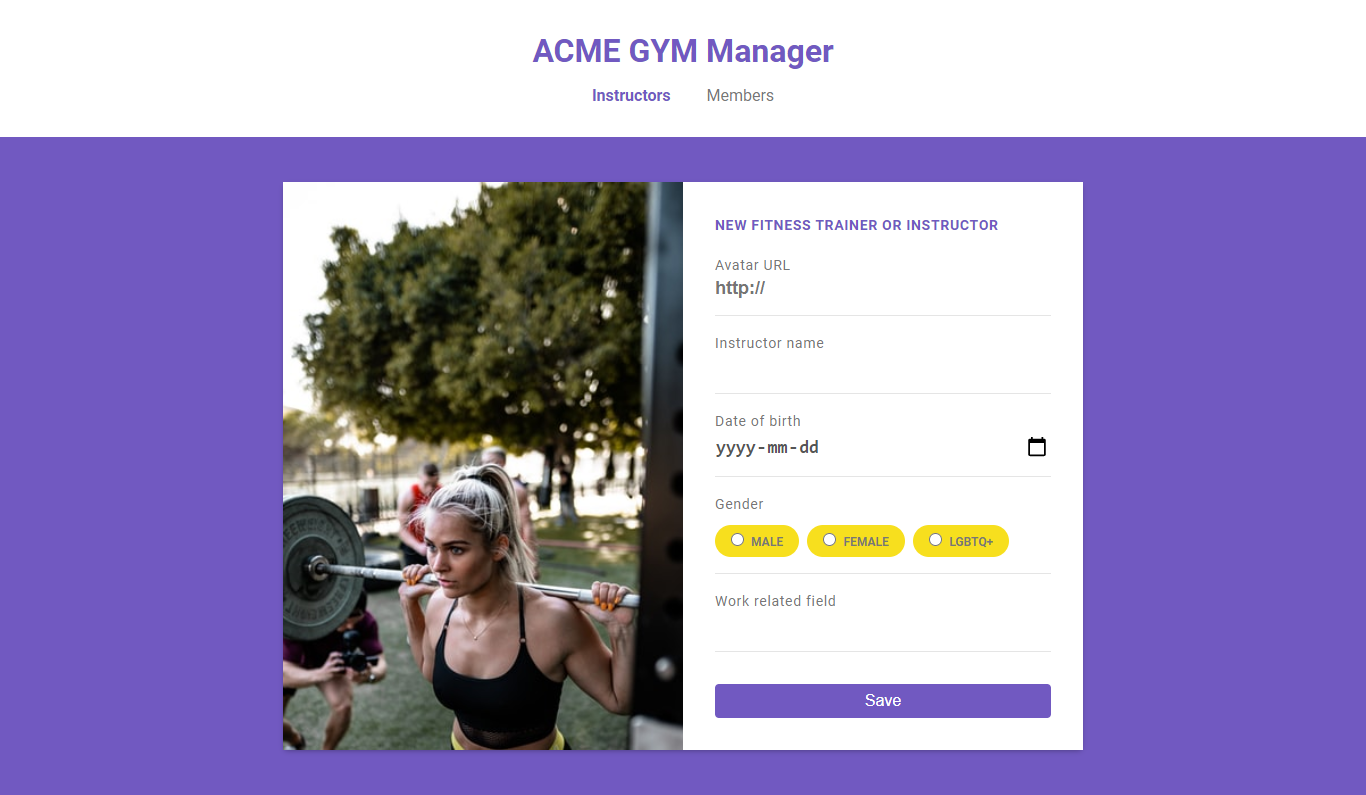 ACME GYM Manager
Instructors Members
NEW FITNESS TRAINER OR INSTRUCTOR
Avatar URL
http://
Instructor name
Date of birth
yyyy-mm-dd
Gender
MALE FEMALE LGBTQ+
Work related field
Save